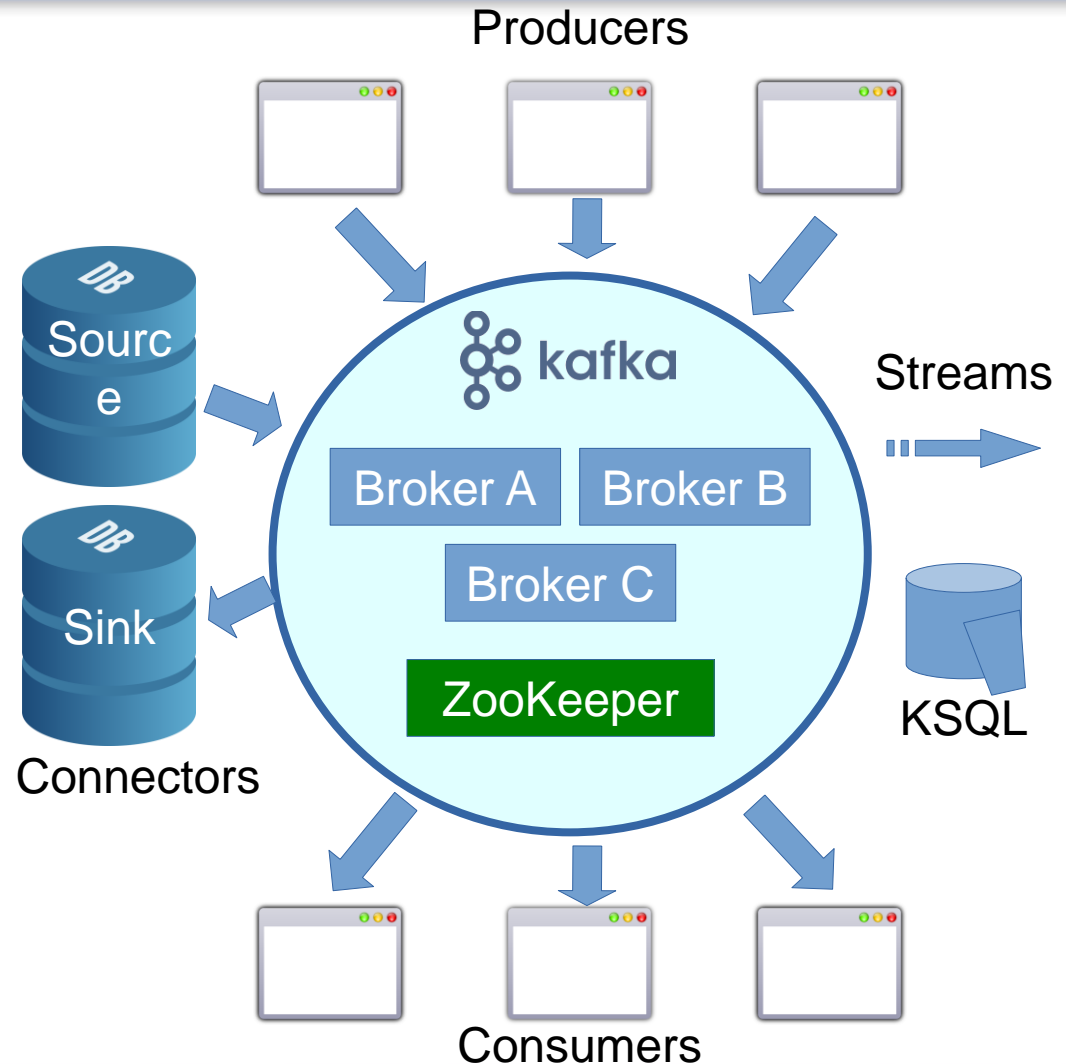 Producers
DB
Sourc
e
kafka
Streams
Broker A
Broker B
Broker C
DB
Sink
ZooKeeper
KSQL
Connectors
Consumers